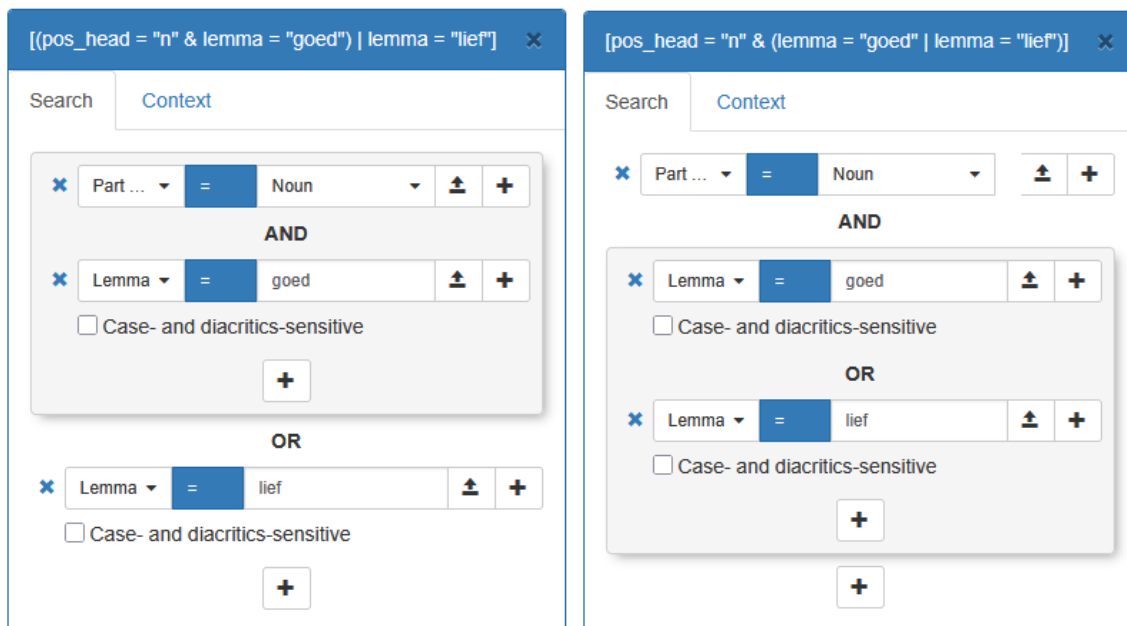 [(pos_head = "n" & lemma = "goed") | lemma = "lief"]
Search Context
Part ... = Noun
AND
Lemma = goed
Case- and diacritics-sensitive
OR
Lemma = lief
Case- and diacritics-sensitive
[pos_head = "n" & (lemma = "goed" | lemma = "lief")]
Search Context
Part ... = Noun
AND
Lemma = goed
Case- and diacritics-sensitive
OR
Lemma = lief
Case- and diacritics-sensitive